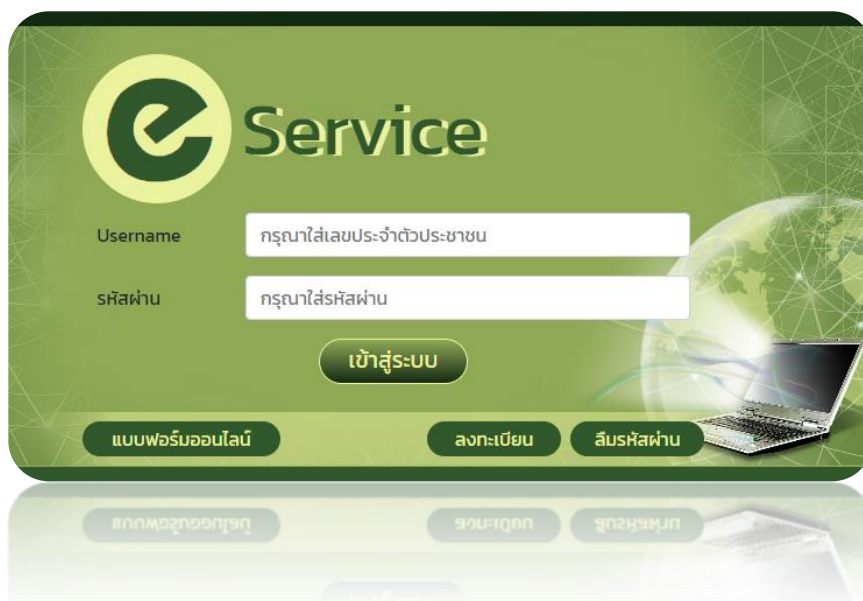 e Service
Username กรุณาใส่เลขประจำตัวประชาชน
รหัสผ่าน กรุณาใส่รหัสผ่าน
เข้าสู่ระบบ
แบบฟอร์มออนไลน์ ลงทะเบียน ลืมรหัสผ่าน